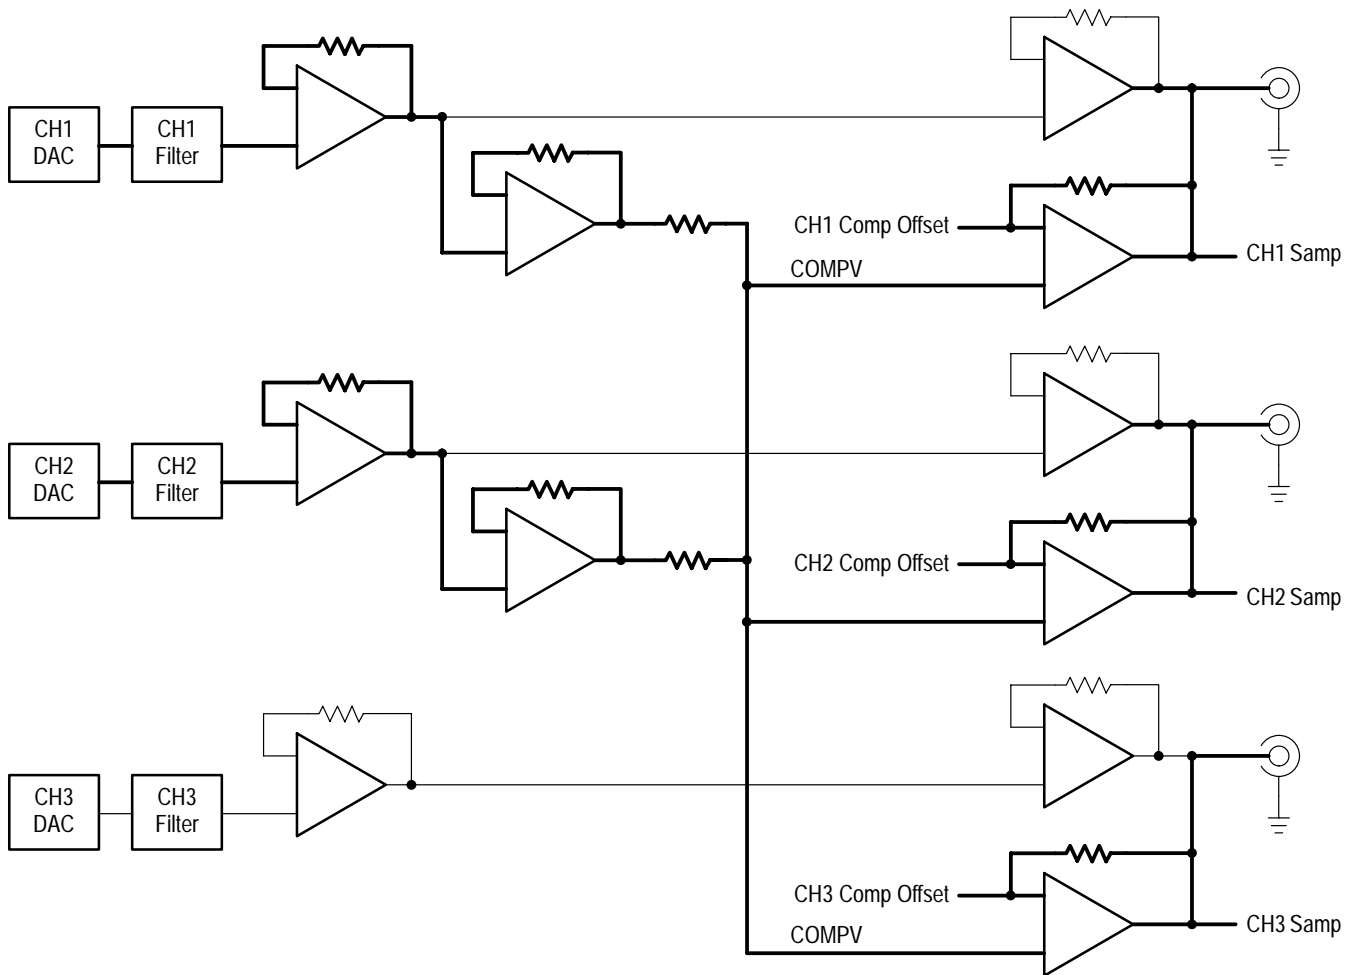 CH1
DAC
CH1
Filter
CH1 Comp Offset
COMPV
CH1 Samp
CH2
DAC
CH2
Filter
CH2 Comp Offset
CH2 Samp
CH3
DAC
CH3
Filter
CH3 Comp Offset
COMPV
CH3 Samp